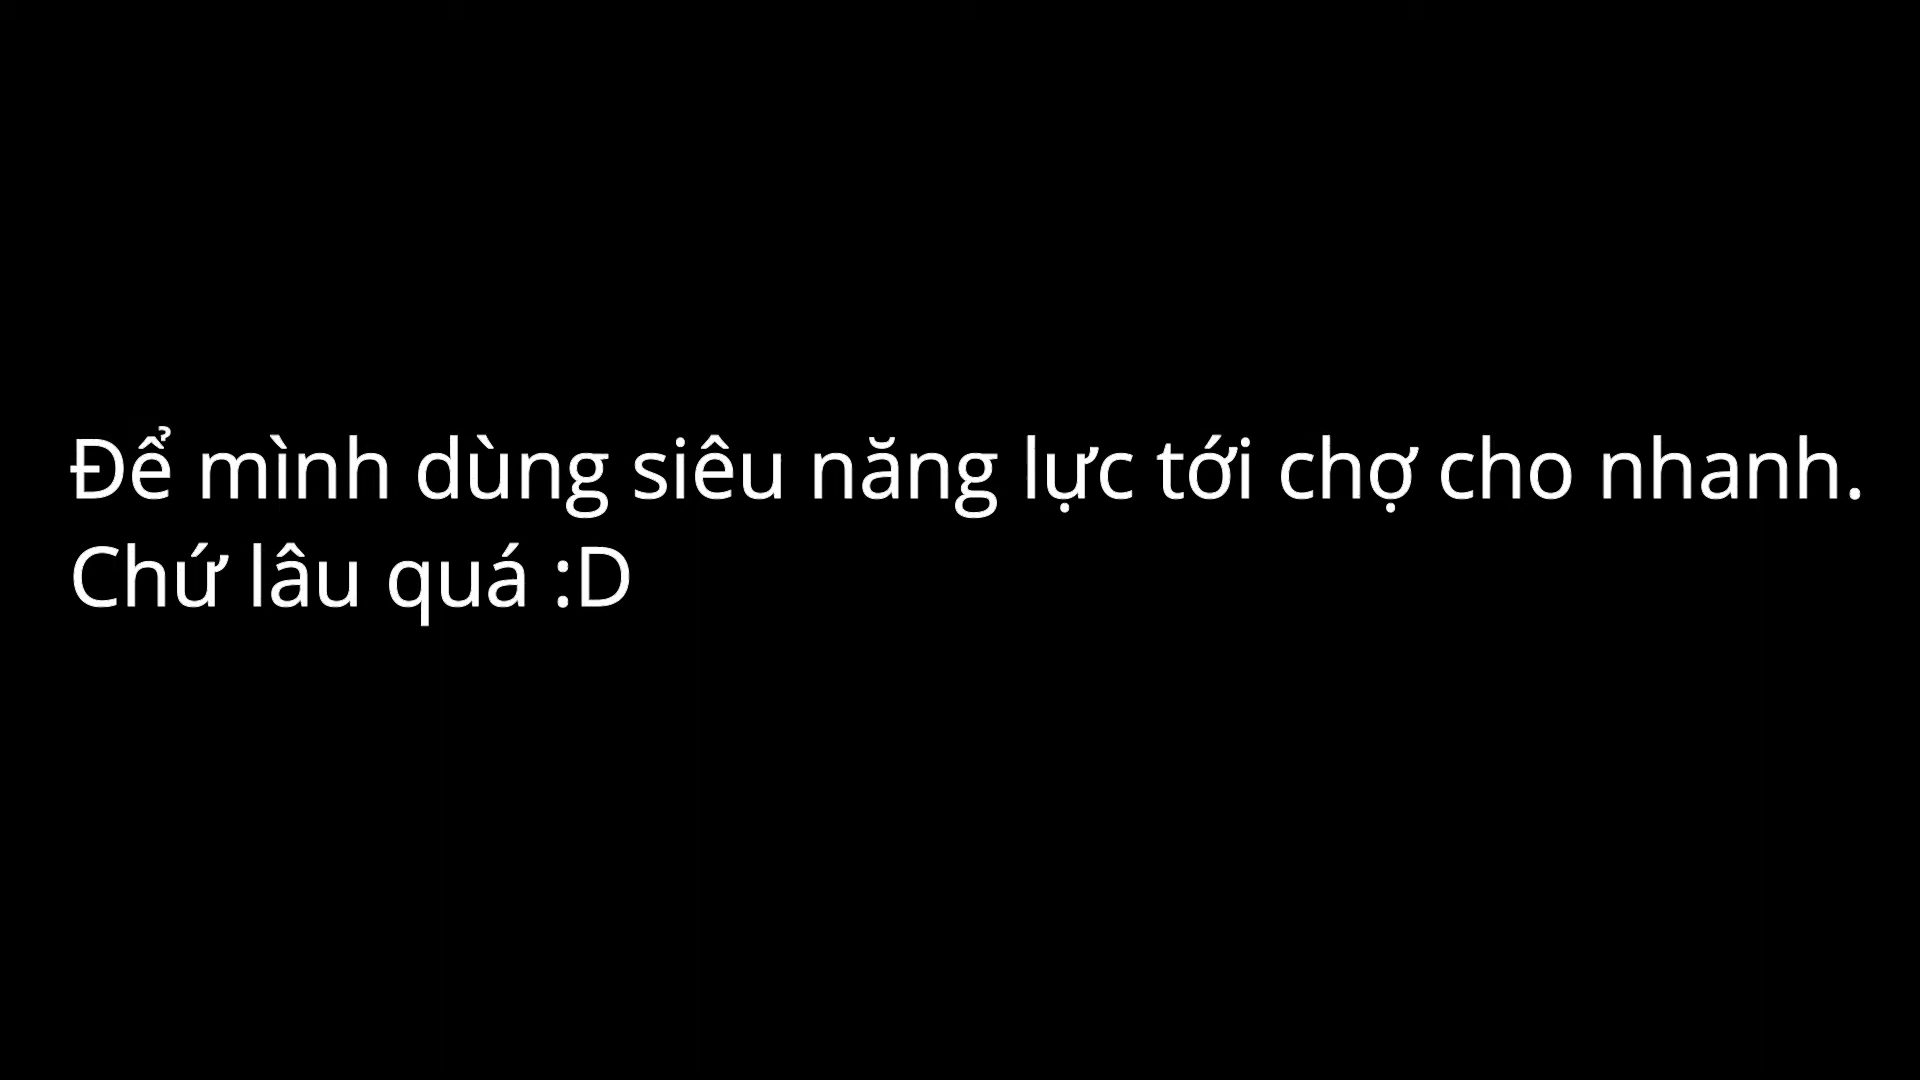 Để mình dùng siêu năng lực tới chợ cho nhanh.
Chứ lâu quá :D